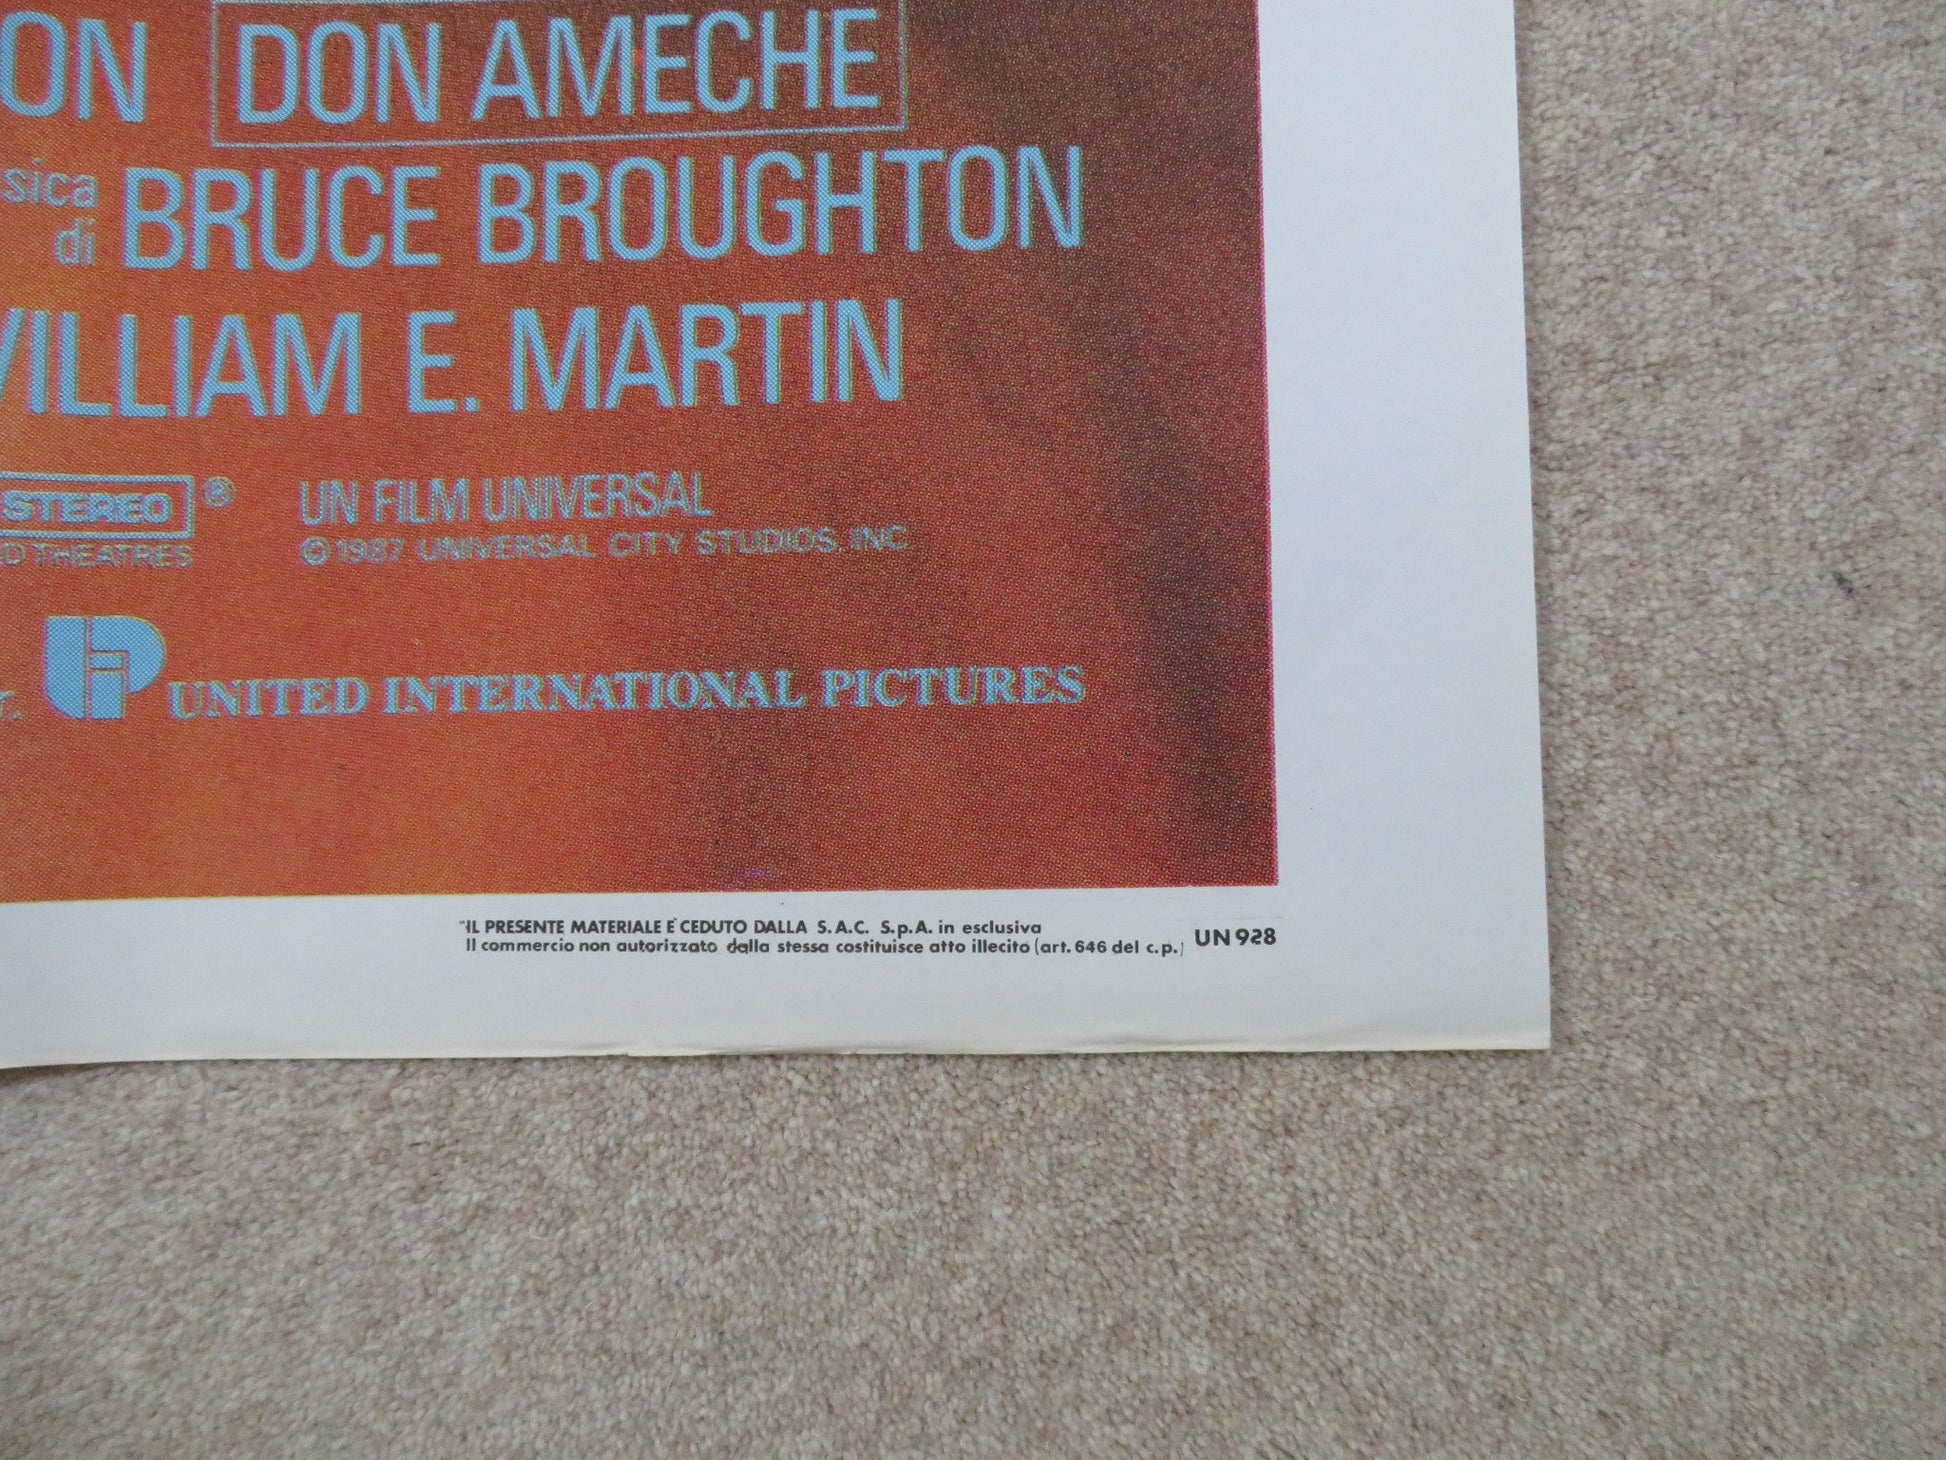 ON DON AMECHE
sica
di BRUCE BROUGHTON
WILLIAM E. MARTIN
STEREO ® UN FILM UNIVERSAL
D THEATRES © 1987 UNIVERSAL CITY STUDIOS, INC.
r. UIP UNITED INTERNATIONAL PICTURES
"IL PRESENTE MATERIALE E' CEDUTO DALLA S.A.C. S.p.A. in esclusiva
Il commercio non autorizzato dalla stessa costituisce atto illecito (art. 646 del c.p.) UN 928